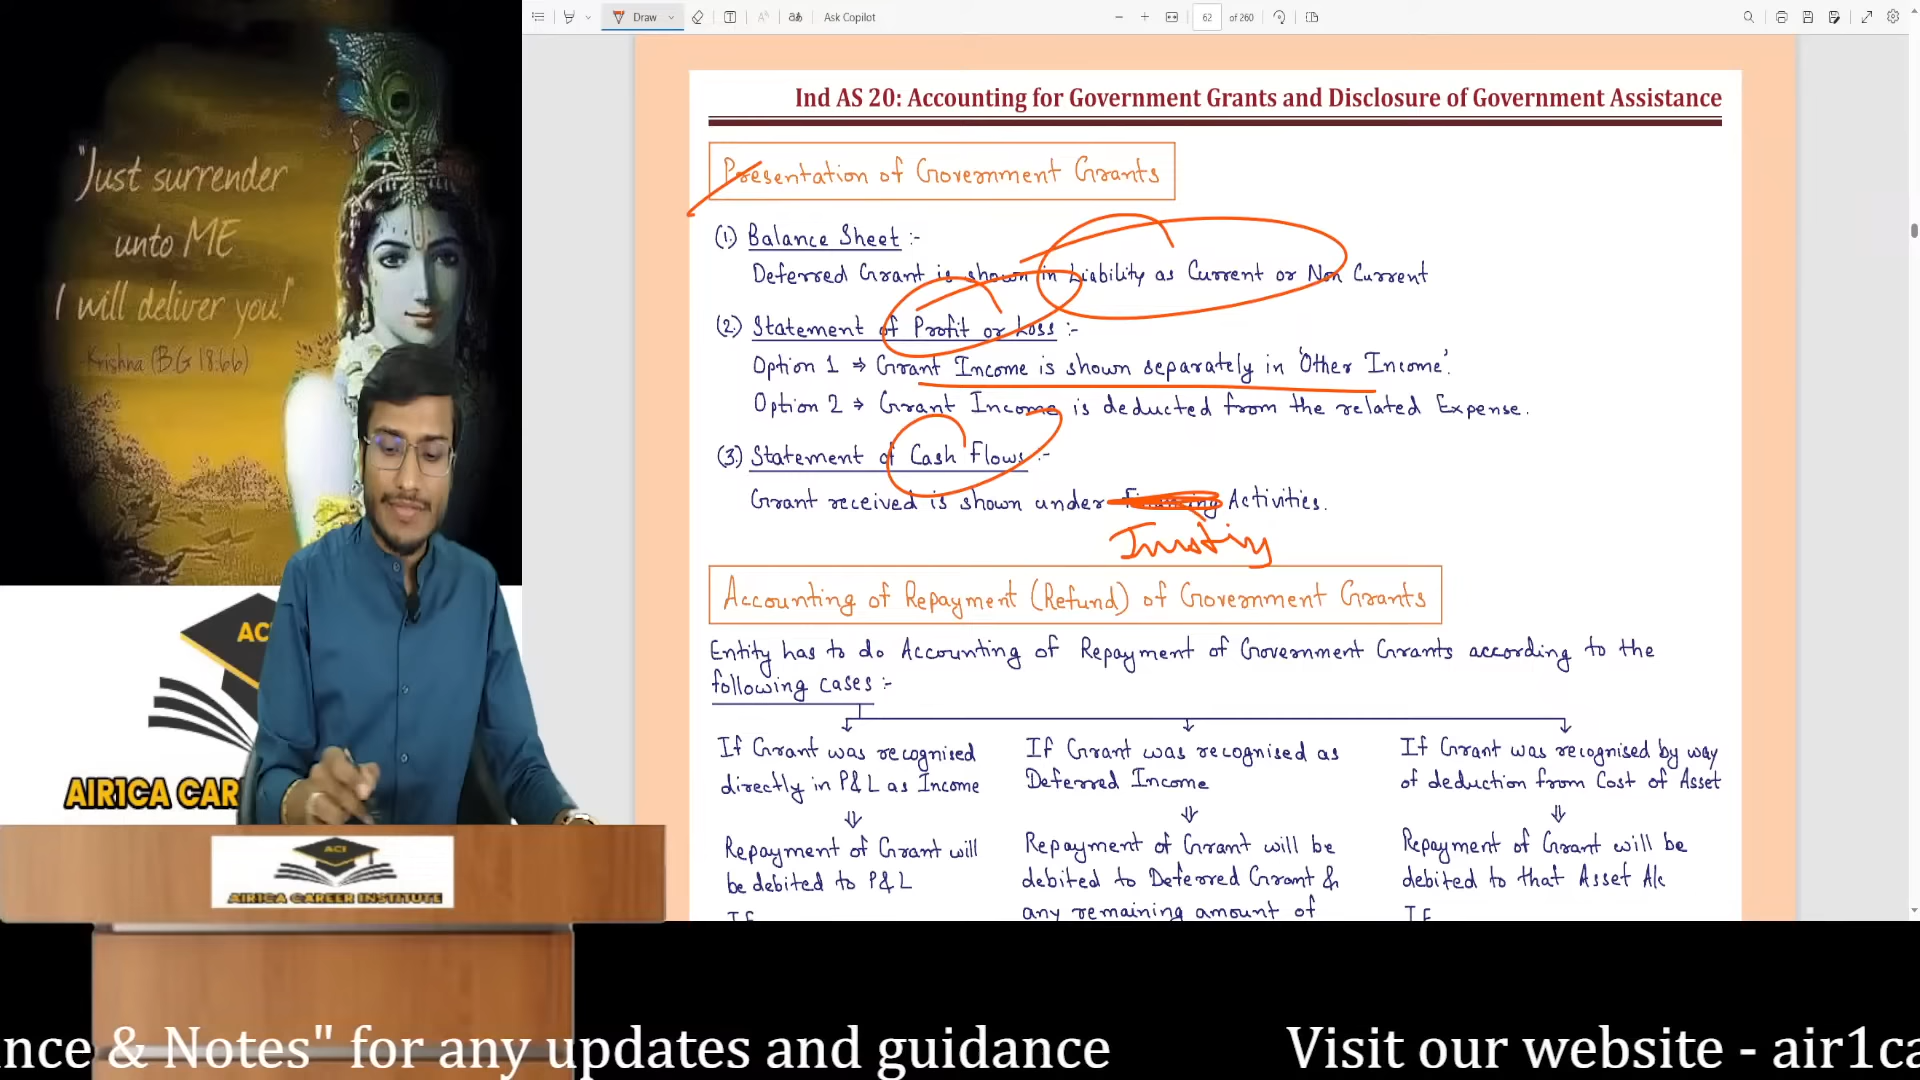 Draw
Ask Copilot
62 of 260
Ind AS 20: Accounting for Government Grants and Disclosure of Government Assistance
Presentation of Government Grants
(1.) Balance Sheet :-
Deferred Grant is shown in Liability as Current or Non Current
(2.) Statement of Profit or Loss :-
Option 1 ⇒ Grant Income is shown separately in 'Other Income'.
Option 2 ⇒ Grant Income is deducted from the related Expense.
(3.) Statement of Cash Flows :-
Grant received is shown under Financing Activities.
Accounting of Repayment (Refund) of Government Grants
Entity has to do Accounting of Repayment of Government Grants according to the
following cases :-
If Grant was recognised
directly in P&L as Income
Repayment of Grant will
be debited to P&L
If
If Grant was recognised as
Deferred Income
Repayment of Grant will be
debited to Deferred Grant &
any remaining amount of
If Grant was recognised by way
of deduction from Cost of Asset
Repayment of Grant will be
debited to that Asset A/c
If
"Just surrender
unto ME
I will deliver you!"
-Krishna (B.G 18:66)
ACI
AIR1CA CAR
ACI
AIR1CA CAREER INSTITUTE
nce & Notes" for any updates and guidance
Visit our website - air1ca